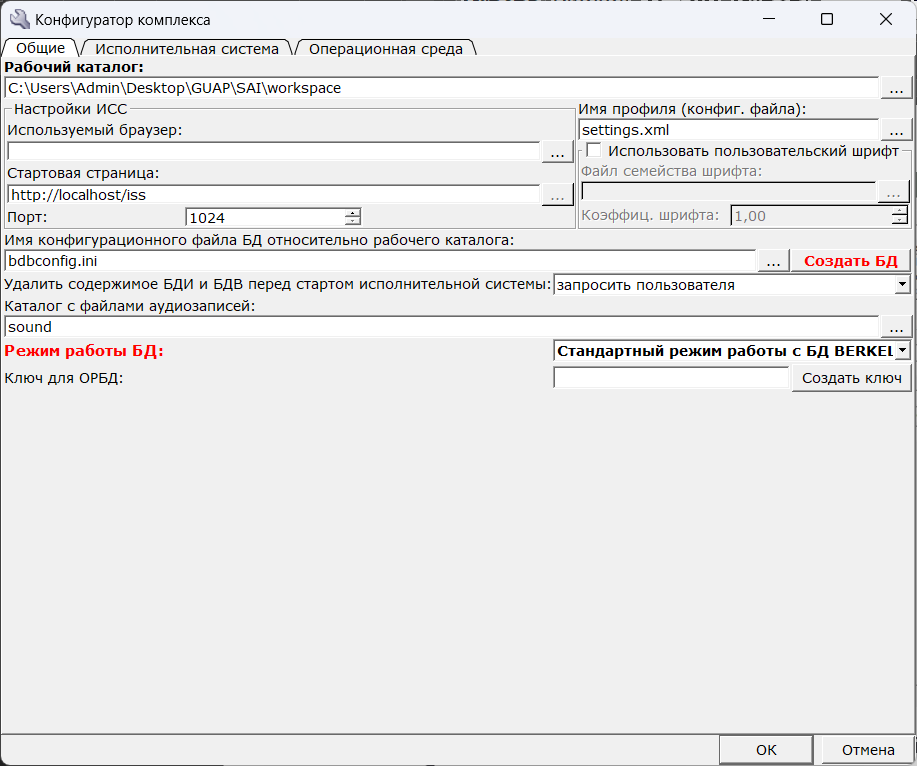 Конфигуратор комплекса
Общие
Исполнительная система
Операционная среда
Рабочий каталог:
C:\Users\Admin\Desktop\GUAP\SAI\workspace
...
Настройки ИСС
Используемый браузер:
...
Стартовая страница:
http://localhost/iss
...
Порт:
1024
Имя профиля (конфиг. файла):
settings.xml
...
Использовать пользовательский шрифт
Файл семейства шрифта:
...
Коэффиц. шрифта:
1,00
Имя конфигурационного файла БД относительно рабочего каталога:
bdbconfig.ini
...
Создать БД
Удалить содержимое БДИ и БДВ перед стартом исполнительной системы:
запросить пользователя
Каталог с файлами аудиозаписей:
sound
...
Режим работы БД:
Стандартный режим работы с БД BERKEL
Ключ для ОРБД:
Создать ключ
OK
Отмена